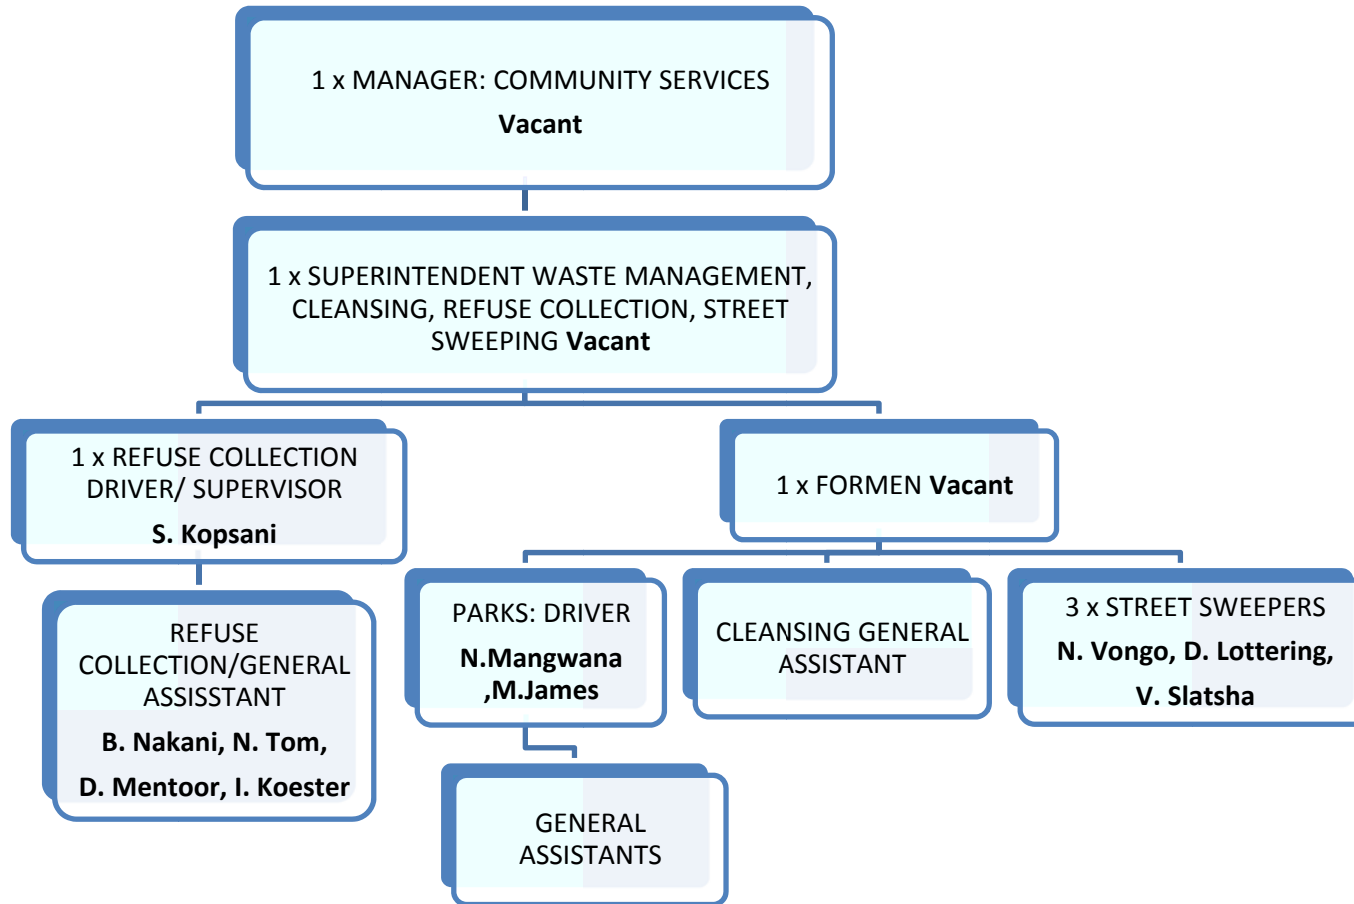 1 x MANAGER: COMMUNITY SERVICES
Vacant
1 x SUPERINTENDENT WASTE MANAGEMENT,
CLEANSING, REFUSE COLLECTION, STREET
SWEEPING Vacant
1 x REFUSE COLLECTION
DRIVER/ SUPERVISOR
S. Kopsani
1 x FORMEN Vacant
REFUSE
COLLECTION/GENERAL
ASSISSTANT
B. Nakani, N. Tom,
D. Mentoor, I. Koester
PARKS: DRIVER
N.Mangwana
,M.James
CLEANSING GENERAL
ASSISTANT
3 x STREET SWEEPERS
N. Vongo, D. Lottering,
V. Slatsha
GENERAL
ASSISTANTS